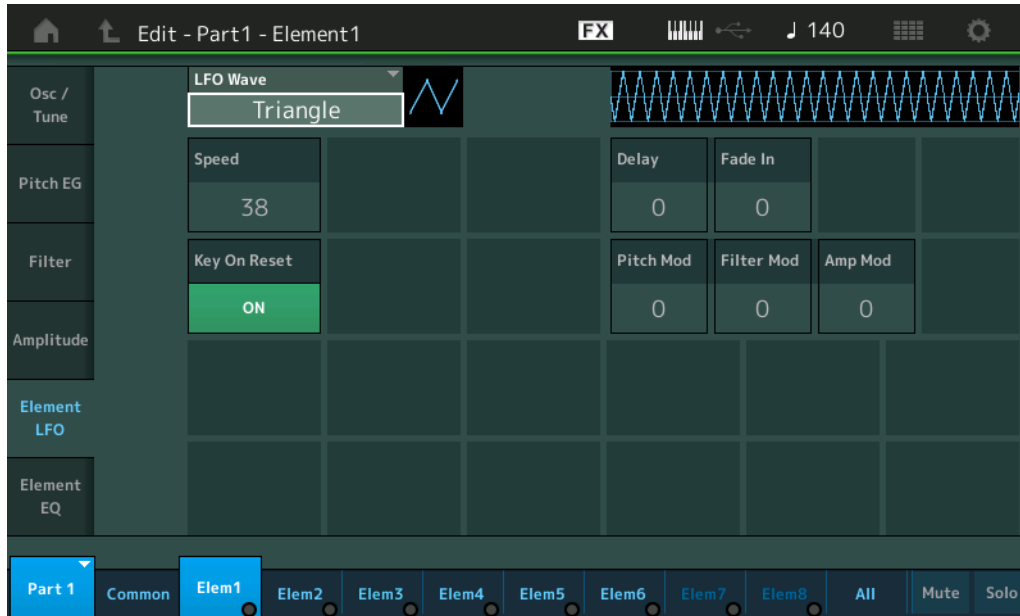 Edit - Part1 - Element1
FX
♩ 140
Osc /
Tune
Pitch EG
Filter
Amplitude
Element
LFO
Element
EQ
LFO Wave
Triangle
Speed
38
Delay
0
Fade In
0
Key On Reset
ON
Pitch Mod
0
Filter Mod
0
Amp Mod
0
Part 1
Common
Elem1
Elem2
Elem3
Elem4
Elem5
Elem6
Elem7
Elem8
All
Mute
Solo